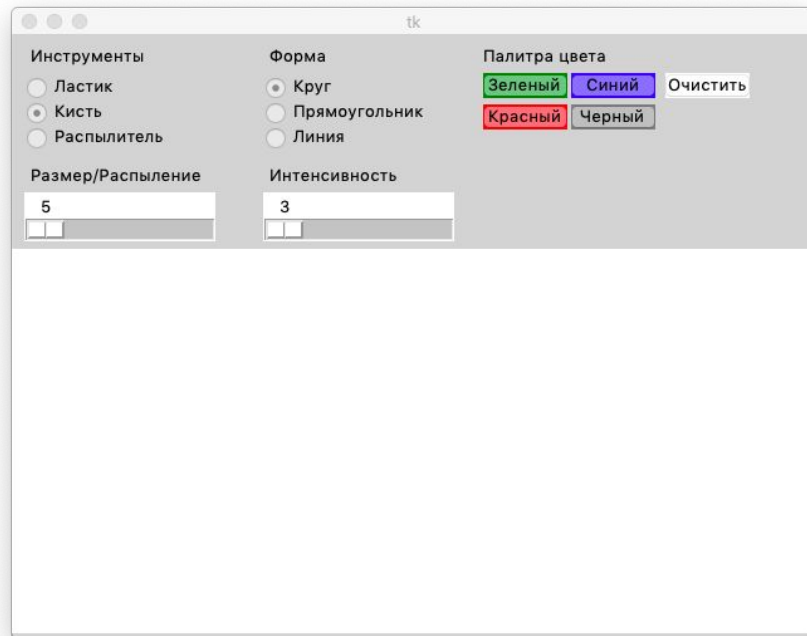 tk
Инструменты
Ластик
Кисть
Распылитель
Форма
Круг
Прямоугольник
Линия
Палитра цвета
Зеленый Синий Очистить
Красный Черный
Размер/Распыление
5
Интенсивность
3